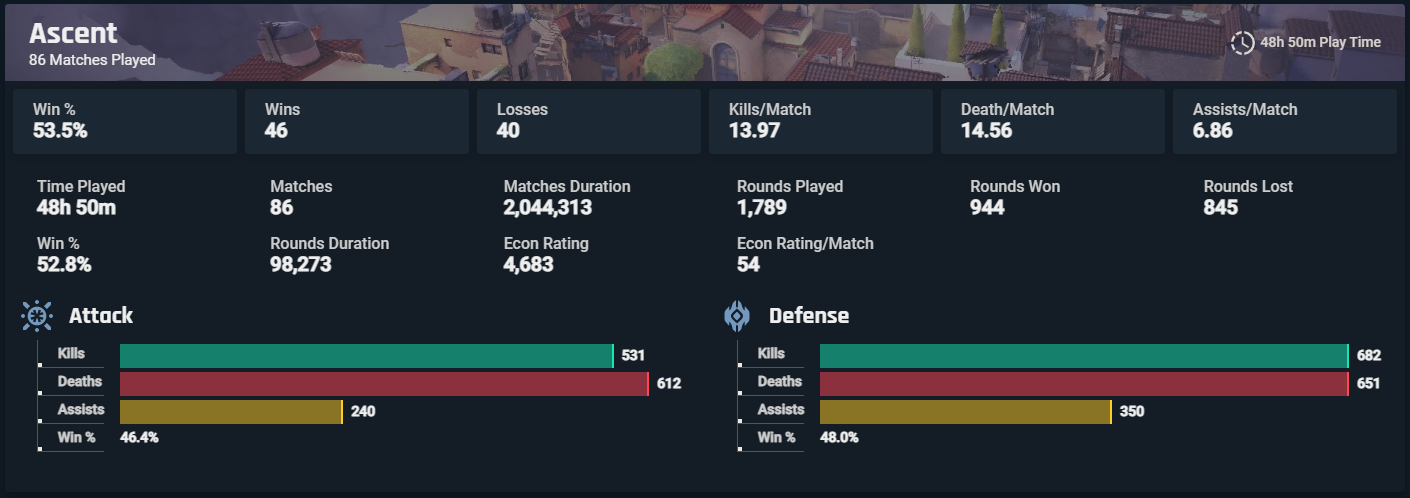 Ascent
86 Matches Played
48h 50m Play Time
Win % Wins Losses Kills/Match Death/Match Assists/Match
53.5% 46 40 13.97 14.56 6.86
Time Played Matches Matches Duration Rounds Played Rounds Won Rounds Lost
48h 50m 86 2,044,313 1,789 944 845
Win % Rounds Duration Econ Rating Econ Rating/Match
52.8% 98,273 4,683 54
Attack
Kills 531
Deaths 612
Assists 240
Win % 46.4%
Defense
Kills 682
Deaths 651
Assists 350
Win % 48.0%